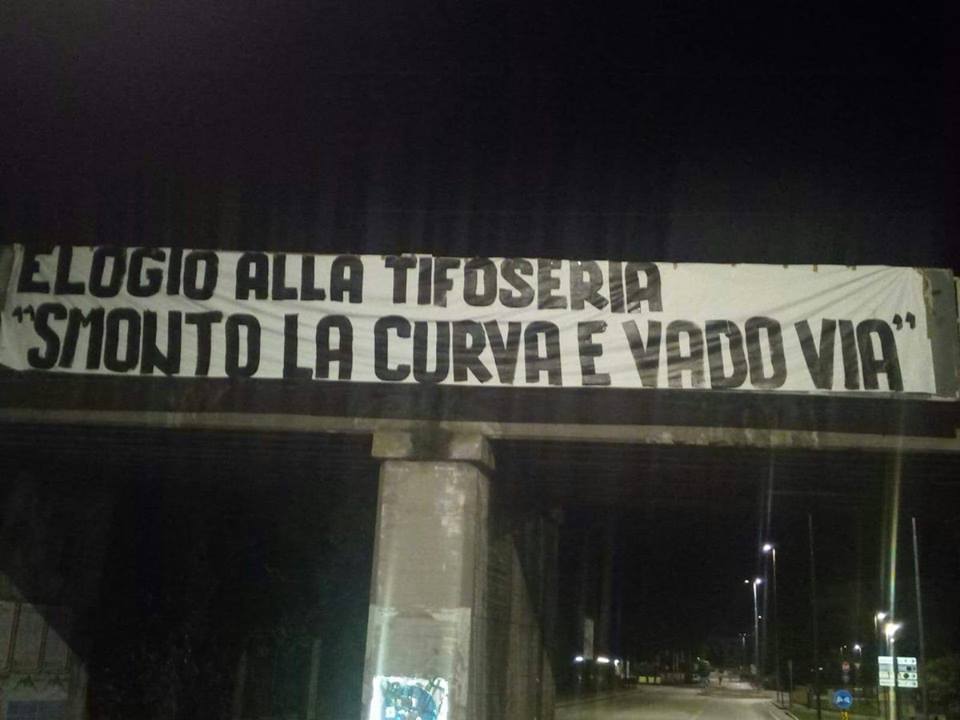 ELOGIO ALLA TIFOSERIA
"SMONTO LA CURVA E VADO VIA"